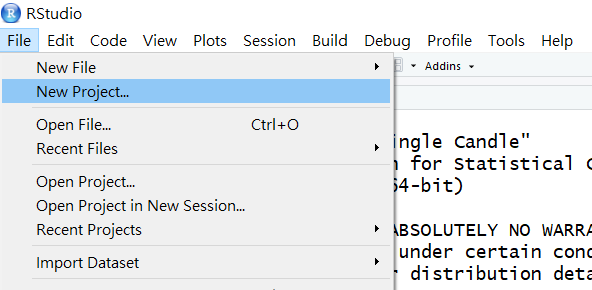 RStudio
File Edit Code View Plots Session Build Debug Profile Tools Help
New File
Addins
New Project...
Open File... Ctrl+O
ingle Candle"
Recent Files
n for Statistical
64-bit)
Open Project...
Open Project in New Session...
Recent Projects
ABSOLUTELY NO WARRA
under certain cond
Import Dataset
r distribution deta